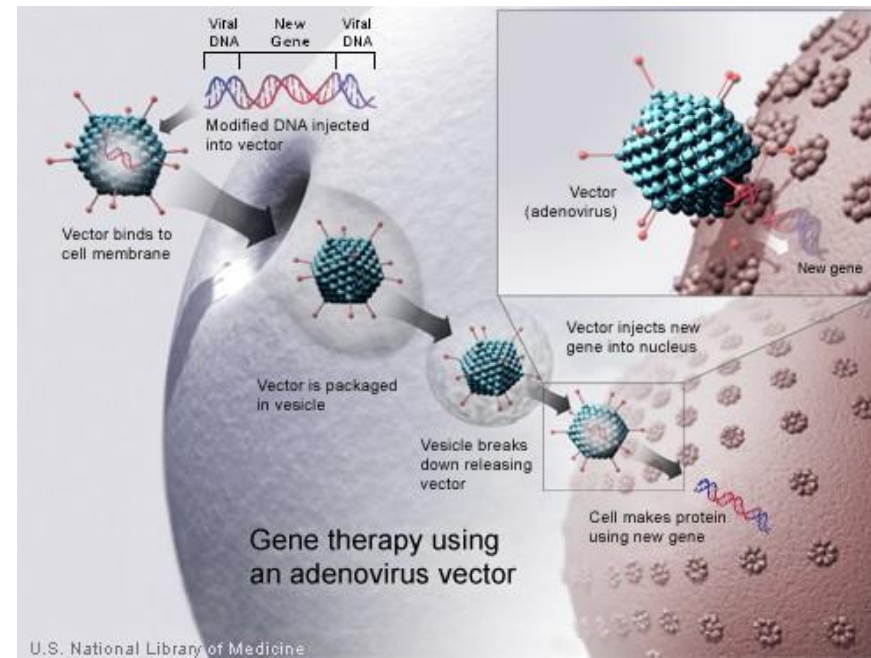 Viral New Viral
DNA Gene DNA
Modified DNA injected
into vector
Vector binds to
cell membrane
Vector is packaged
in vesicle
Vesicle breaks
down releasing
vector
Vector injects new
gene into nucleus
Cell makes protein
using new gene
Vector
(adenovirus)
New gene
Gene therapy using
an adenovirus vector
U.S. National Library of Medicine